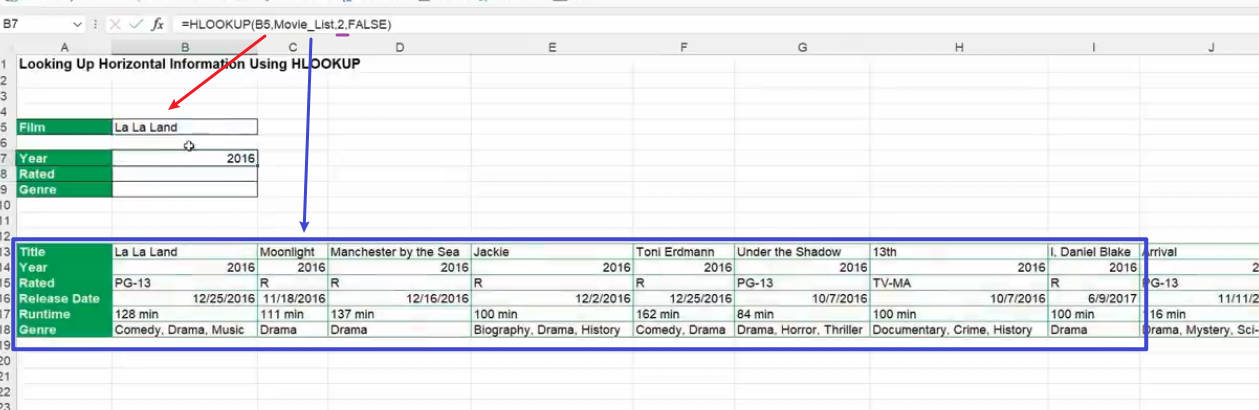 B7 fx =HLOOKUP(B5,Movie_List,2,FALSE)
A B C D E F G H I J
1 Looking Up Horizontal Information Using HLOOKUP
2
3
4
5 Film La La Land
6
7 Year 2016
8 Rated
9 Genre
10
11
12
13 Title La La Land Moonlight Manchester by the Sea Jackie Toni Erdmann Under the Shadow 13th I, Daniel Blake Arrival
14 Year 2016 2016 2016 2016 2016 2016 2016 2016 2
15 Rated PG-13 R R R R PG-13 TV-MA R PG-13
16 Release Date 12/25/2016 11/18/2016 12/16/2016 12/2/2016 12/25/2016 10/7/2016 10/7/2016 6/9/2017 11/11/2
17 Runtime 128 min 111 min 137 min 100 min 162 min 84 min 100 min 100 min 116 min
18 Genre Comedy, Drama, Music Drama Drama Biography, Drama, History Comedy, Drama Drama, Horror, Thriller Documentary, Crime, History Drama Drama, Mystery, Sci-
19
20
21
22
23